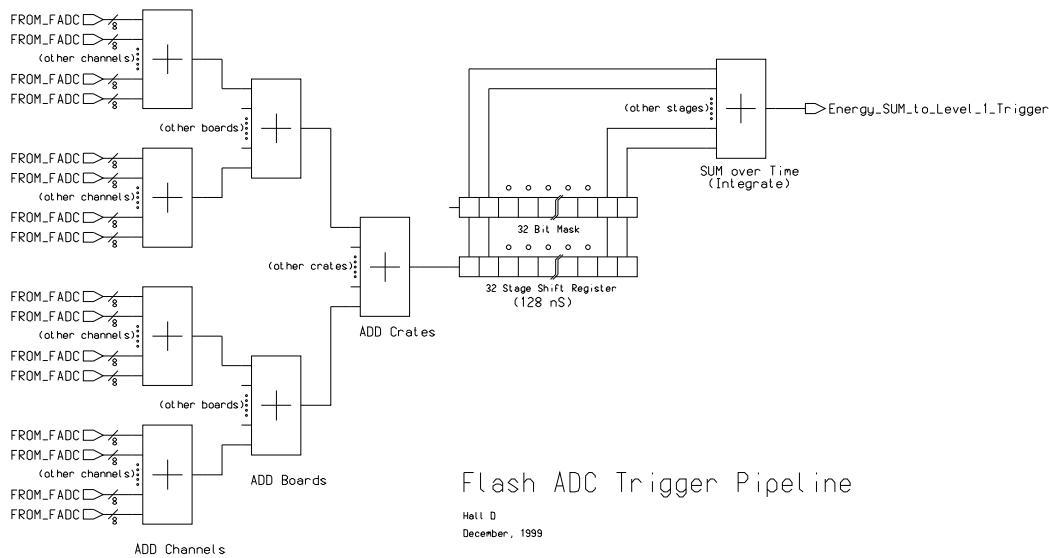 FROM_FADC 8
FROM_FADC 8
(other channels)
FROM_FADC 8
FROM_FADC 8
(other boards)
FROM_FADC 8
FROM_FADC 8
(other channels)
FROM_FADC 8
FROM_FADC 8
(other crates)
ADD Crates
FROM_FADC 8
FROM_FADC 8
(other channels)
FROM_FADC 8
FROM_FADC 8
(other boards)
FROM_FADC 8
FROM_FADC 8
(other channels)
FROM_FADC 8
FROM_FADC 8
ADD Boards
ADD Channels
(other stages)
Energy_SUM_to_Level_1_Trigger
SUM over Time
(Integrate)
32 Bit Mask
32 Stage Shift Register
(128 nS)
Flash ADC Trigger Pipeline
Hall D
December, 1999